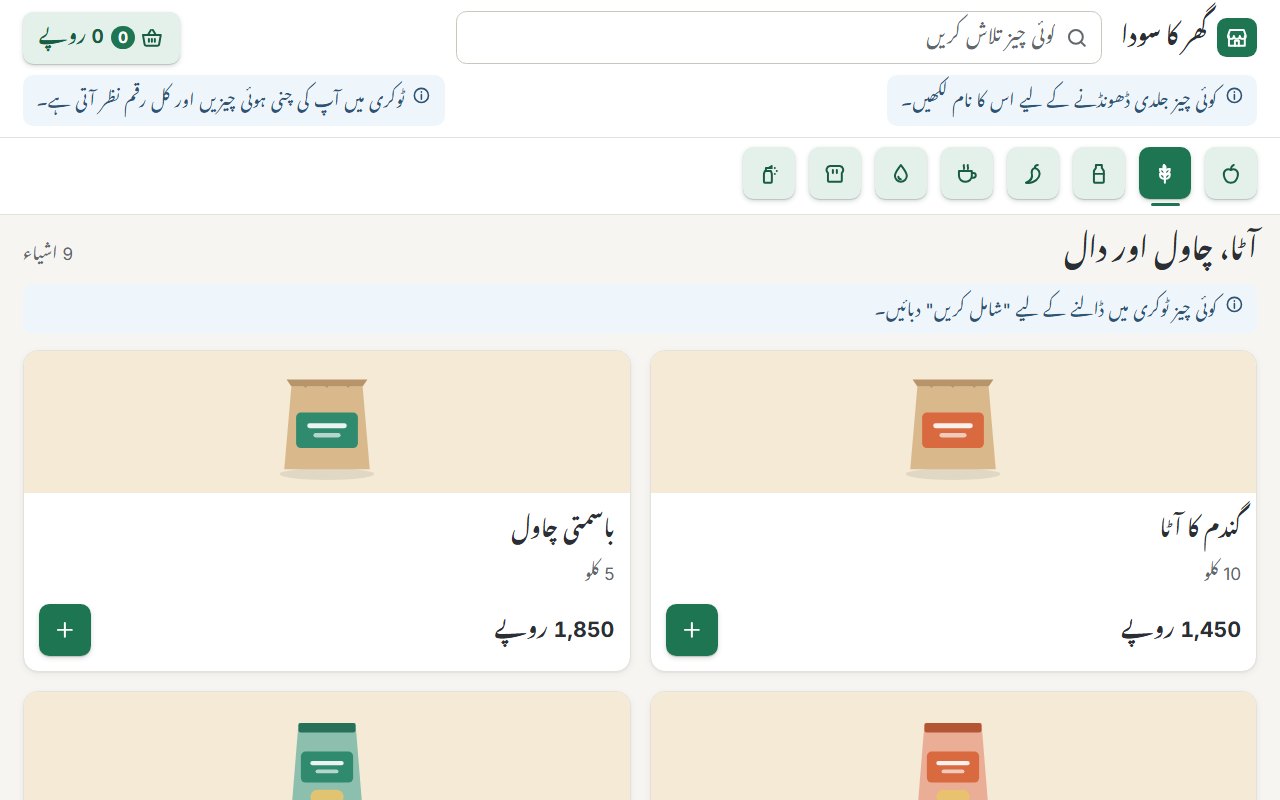 گھر کا سودا
کوئی چیز تلاش کریں
0 0 روپے
کوئی چیز جلدی ڈھونڈنے کے لیے اس کا نام لکھیں۔
ٹوکری میں آپ کی چنی ہوئی چیزیں اور کل رقم نظر آتی ہے۔
آٹا، چاول اور دال
9 اشیاء
کوئی چیز ٹوکری میں ڈالنے کے لیے "شامل کریں" دبائیں۔
گندم کا آٹا
10 کلو
1,450 روپے
باسمتی چاول
5 کلو
1,850 روپے